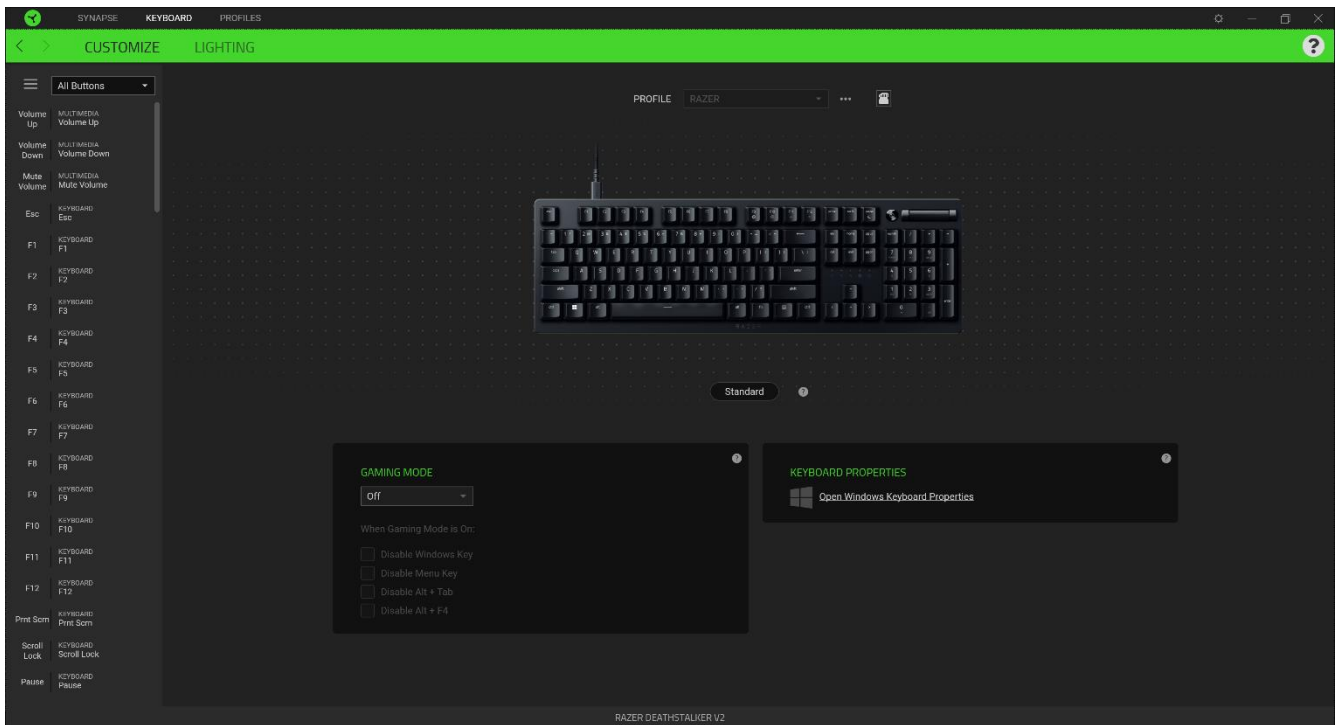 SYNAPSE KEYBOARD PROFILES
CUSTOMIZE LIGHTING
?
All Buttons
PROFILE RAZER
Volume Up MULTIMEDIA Volume Up
Volume Down MULTIMEDIA Volume Down
Mute Volume MULTIMEDIA Mute Volume
Esc KEYBOARD Esc
F1 KEYBOARD F1
F2 KEYBOARD F2
F3 KEYBOARD F3
F4 KEYBOARD F4
F5 KEYBOARD F5
F6 KEYBOARD F6
F7 KEYBOARD F7
F8 KEYBOARD F8
F9 KEYBOARD F9
F10 KEYBOARD F10
F11 KEYBOARD F11
F12 KEYBOARD F12
Prnt Scrn KEYBOARD Prnt Scrn
Scroll Lock KEYBOARD Scroll Lock
Pause KEYBOARD Pause
RAZER
Standard ?
GAMING MODE ?
Off
When Gaming Mode is On:
Disable Windows Key
Disable Menu Key
Disable Alt + Tab
Disable Alt + F4
KEYBOARD PROPERTIES ?
Open Windows Keyboard Properties
RAZER DEATHSTALKER V2